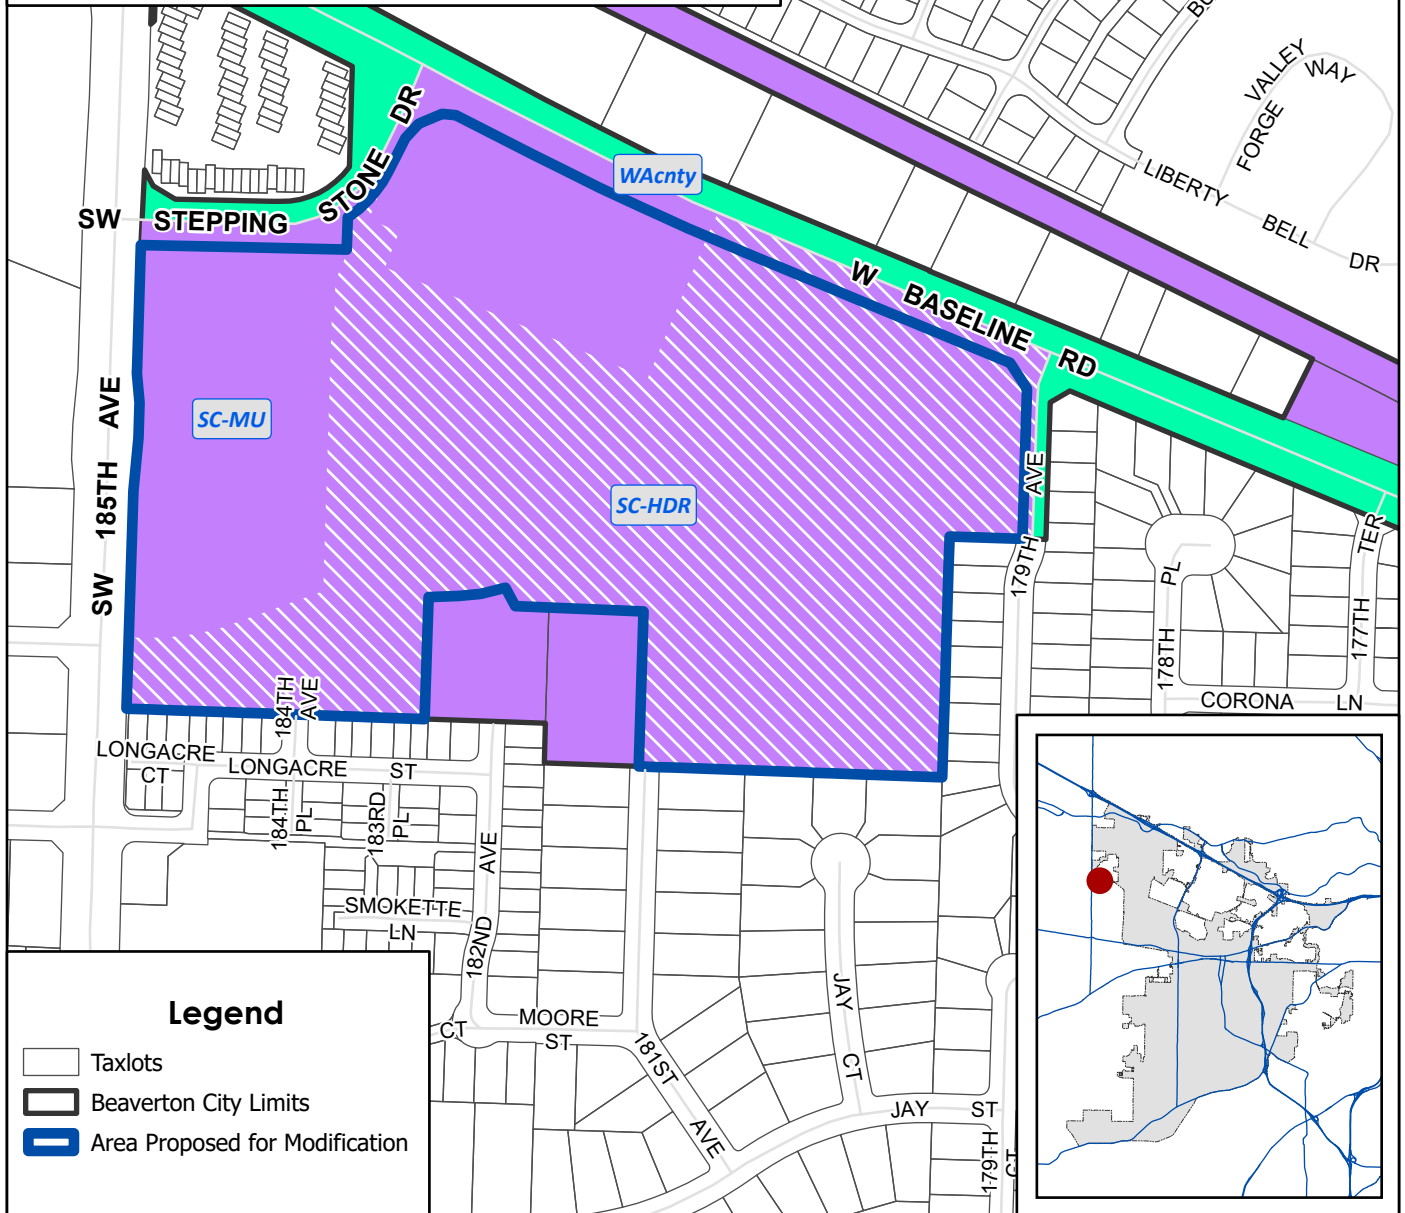 VALLEY
WAY
FORGE
LIBERTY
BELL
DR
STONE
DR
WAcnty
SW
STEPPING
W
BASELINE
RD
SC-MU
SW
185TH
AVE
SC-HDR
AVE
179TH
TER
177TH
PL
178TH
CORONA
LN
184TH
AVE
LONGACRE
CT
LONGACRE
ST
184TH
PL
183RD
PL
AVE
182ND
SMOKETTE
LN
CT
MOORE
ST
181ST
AVE
JAY
CT
JAY
ST
179TH
CT
Legend
Taxlots
Beaverton City Limits
Area Proposed for Modification